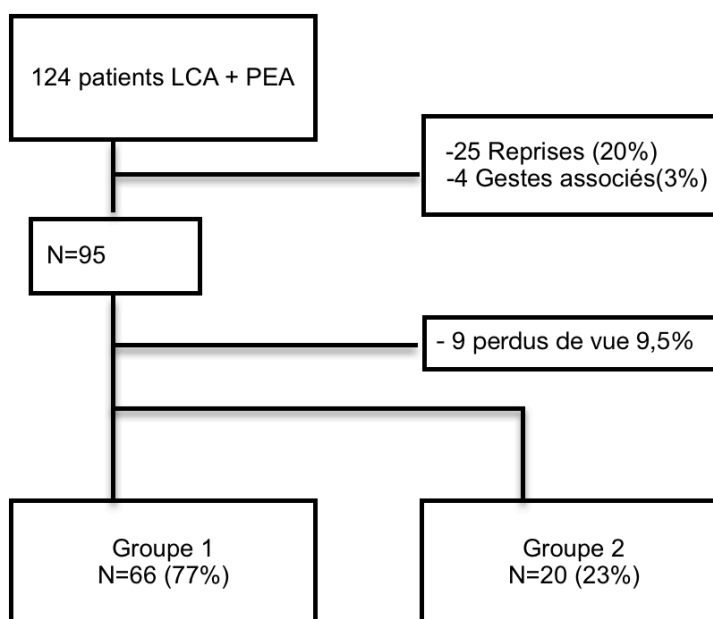 124 patients LCA + PEA
-25 Reprises (20%)
-4 Gestes associés(3%)
N=95
- 9 perdus de vue 9,5%
Groupe 1
N=66 (77%)
Groupe 2
N=20 (23%)